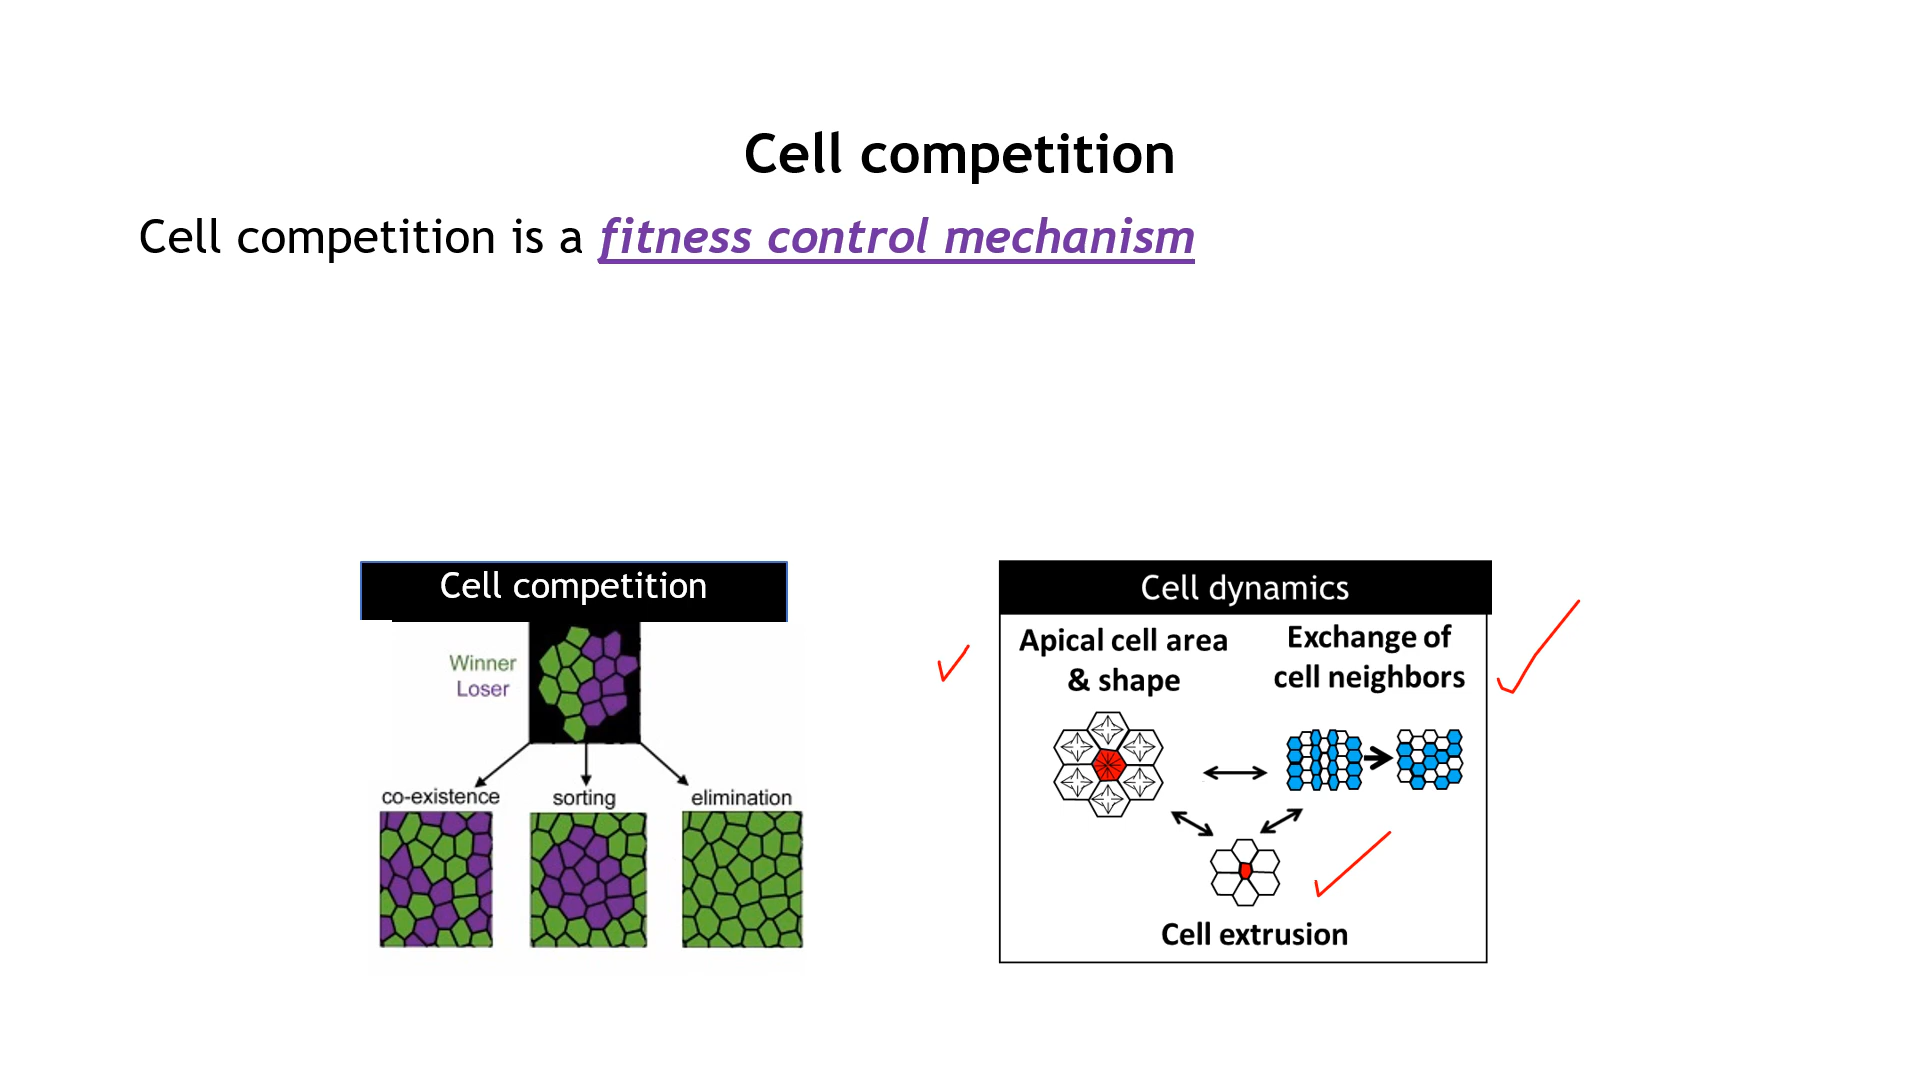 Cell competition
Cell competition is a fitness control mechanism
Cell competition
Winner
Loser
co-existence
sorting
elimination
Cell dynamics
Apical cell area
& shape
Exchange of
cell neighbors
Cell extrusion